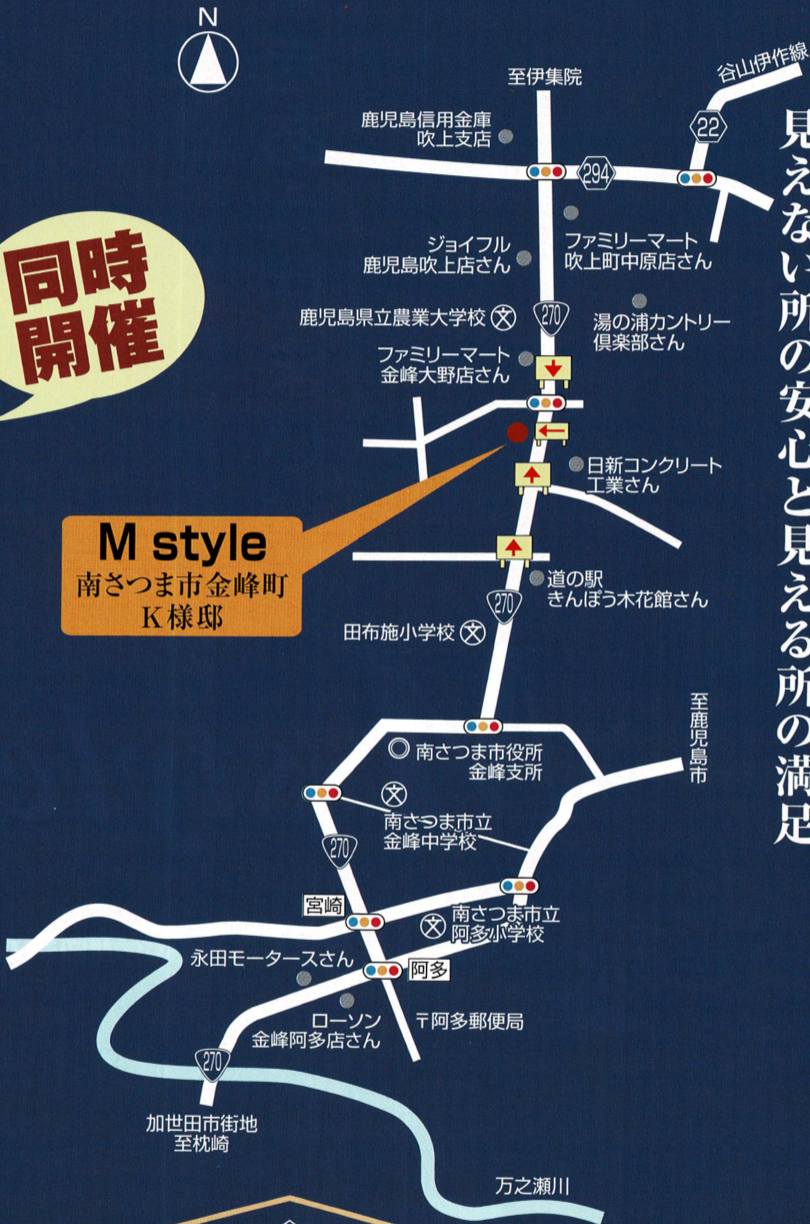 N
至伊集院
谷山伊作線
鹿児島信用金庫
吹上支店
22
294
ジョイフル
鹿児島吹上店さん
ファミリーマート
吹上町中原店さん
同時
開催
鹿児島県立農業大学校
文
270
湯の浦カントリー
倶楽部さん
ファミリーマート
金峰大野店さん
日新コンクリート
工業さん
M style
南さつま市金峰町
K様邸
道の駅
きんぽう木花館さん
270
田布施小学校
文
至鹿児島市
南さつま市役所
金峰支所
文
南さつま市立
金峰中学校
270
宮崎
文
南さつま市立
阿多小学校
永田モータースさん
阿多
ローソン
金峰阿多店さん
〒阿多郵便局
270
加世田市街地
至枕崎
万之瀬川
見えない所の安心と見える所の満足